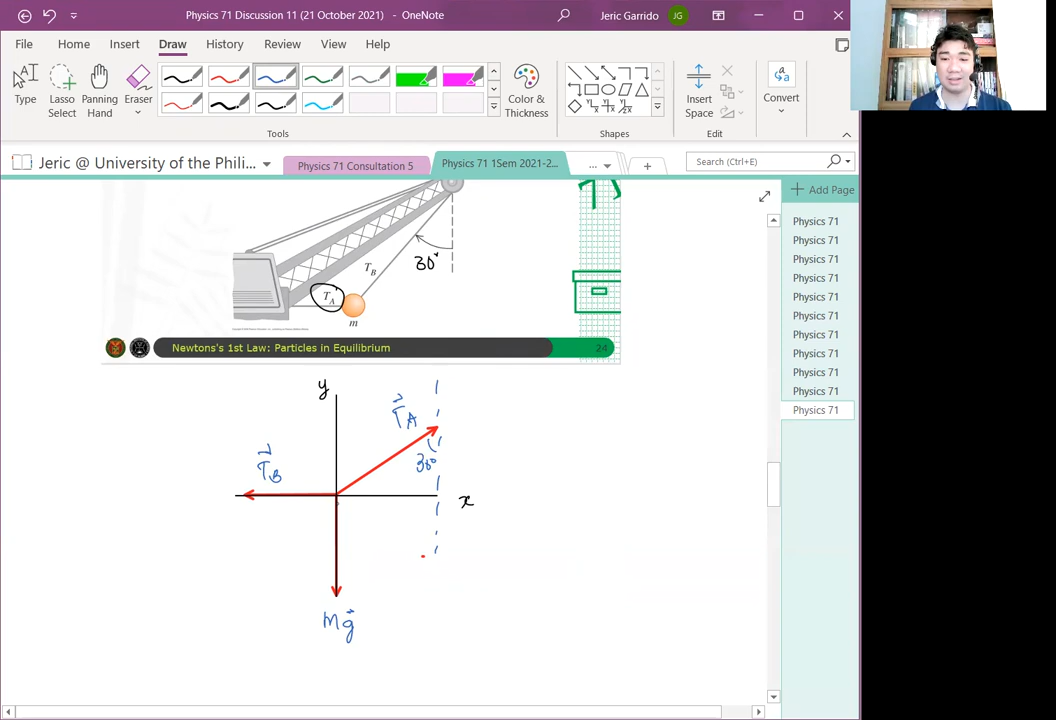 Physics 71 Discussion 11 (21 October 2021) - OneNote
Jeric Garrido
JG
File
Home
Insert
Draw
History
Review
View
Help
Type
Lasso Select
Panning Hand
Eraser
Color & Thickness
Insert Space
Convert
Tools
Shapes
Edit
Jeric @ University of the Phili...
Physics 71 Consultation 5
Physics 71 1Sem 2021-2...
...
Search (Ctrl+E)
Add Page
Physics 71
Physics 71
Physics 71
Physics 71
Physics 71
Physics 71
Physics 71
Physics 71
Physics 71
Physics 71
Physics 71
30°
T_B
T_A
m
Newtons's 1st Law: Particles in Equilibrium
24
y
T_A
30°
T_B
x
mg